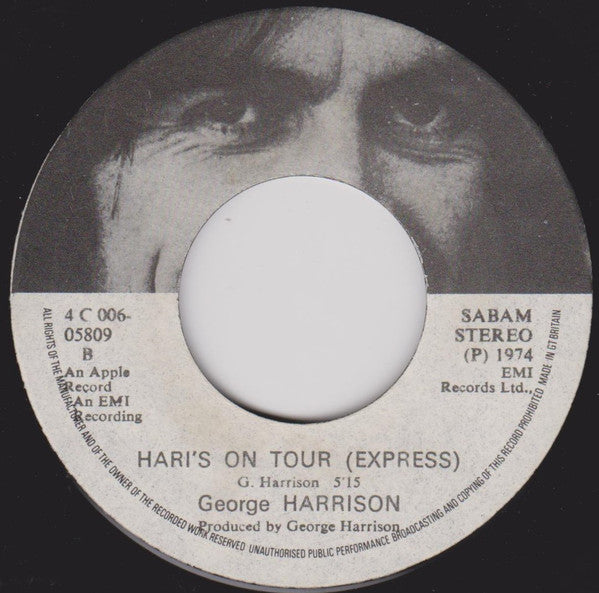 4 C 006-
05809
B
An Apple
Record
An EMI
Recording
SABAM
STEREO
(P) 1974
EMI
Records Ltd.,
HARI'S ON TOUR (EXPRESS)
G. Harrison 5'15
George HARRISON
Produced by George Harrison
ALL RIGHTS OF THE MANUFACTURER AND OF THE OWNER OF THE RECORDED WORK RESERVED UNAUTHORISED PUBLIC PERFORMANCE BROADCASTING AND COPYING OF THIS RECORD PROHIBITED MADE IN GT BRITAIN